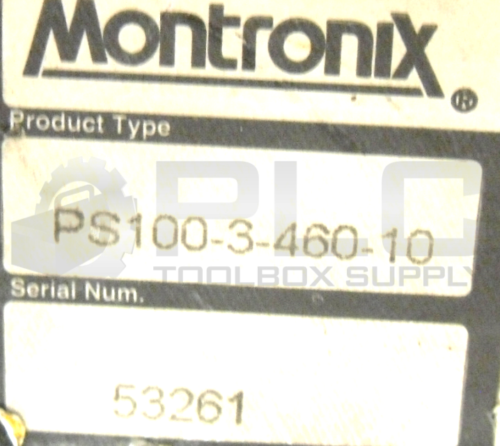 Montronix®
Product Type
PS100-3-460-10
PLC
TOOLBOX SUPPLY
Serial Num.
53261